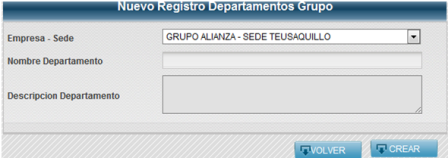 Nuevo Registro Departamentos Grupo
Empresa - Sede GRUPO ALIANZA - SEDE TEUSAQUILLO
Nombre Departamento
Descripcion Departamento
VOLVER CREAR